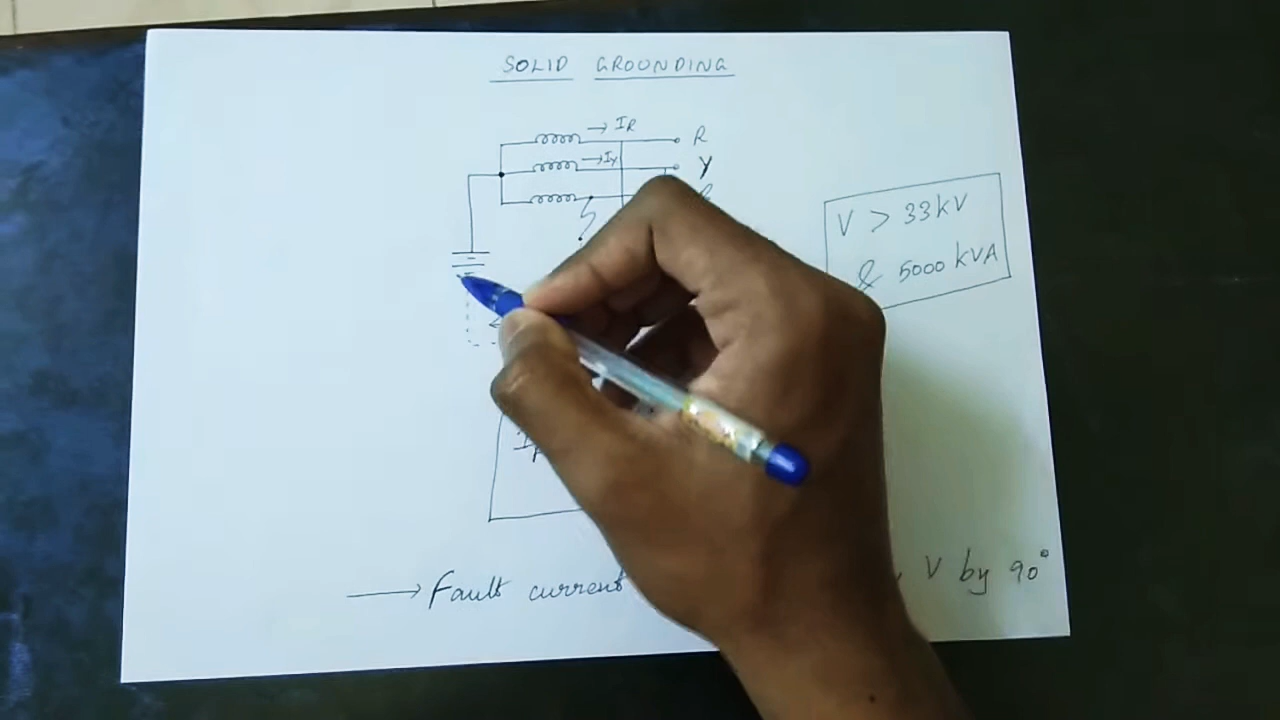 SOLID GROUNDING
→ IR R
→ IY Y
V > 33kV
& 5000 KVA
→ Fault current
V by 90°